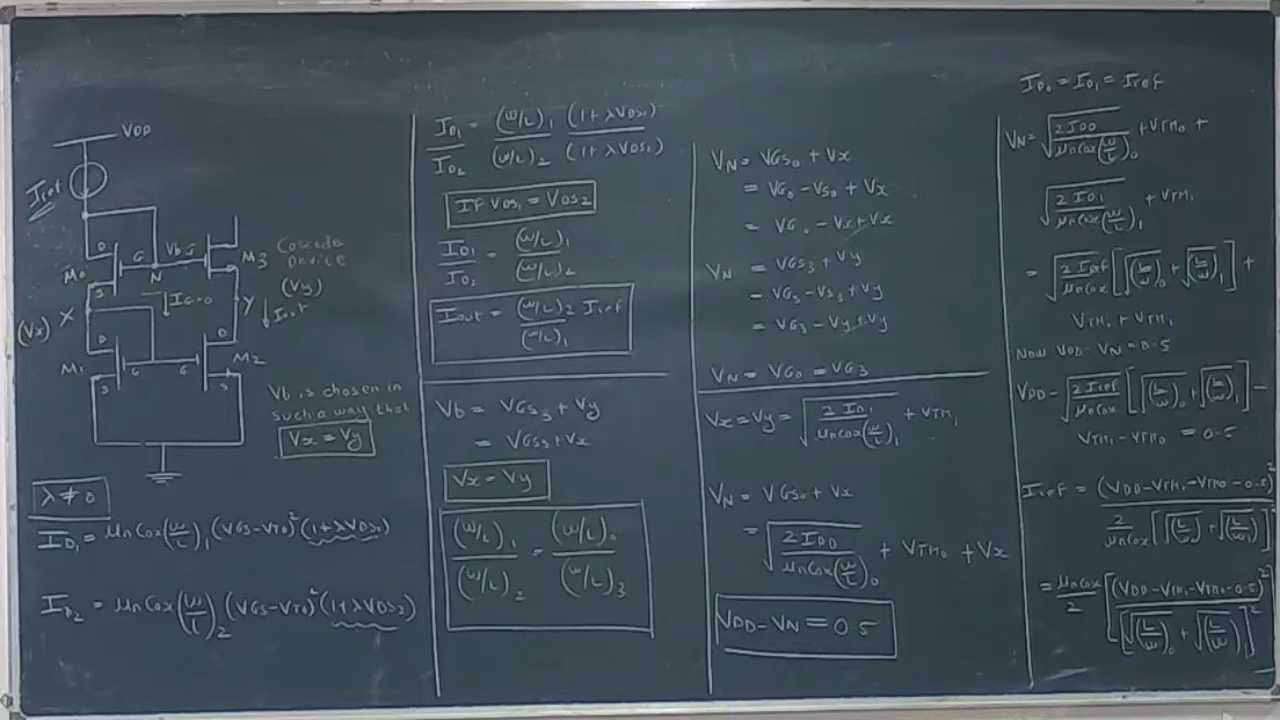 VDD
Iref
D
G
Vb
G
M0
N
M3
Cascode
Device
S
IG=0
(Vy)
X
Y
Iout
(Vx)
D
D
M1
G
G
M2
S
S
Vb is chosen in
such a way that
Vx = Vy
λ ≠ 0
ID1 = μnCox(W/L)1 (VGS-VT0)² (1+λVDS1)
ID2 = μnCox(W/L)2 (VGS-VT0)² (1+λVDS2)
ID1/ID2 = (W/L)1/(W/L)2 (1+λVDS1)/(1+λVDS2)
IF VDS1 = VDS2
ID1/ID2 = (W/L)1/(W/L)2
Iout = (W/L)2/(W/L)1 Iref
Vb = VGS3 + Vy
= VGS3 + Vx
Vx = Vy
(W/L)1/(W/L)2 = (W/L)0/(W/L)3
VN = VGS0 + Vx
= VG0 - VS0 + Vx
= VG0 - Vx + Vx
VN = VGS3 + Vy
= VG3 - VS3 + Vy
= VG3 - Vy + Vy
VN = VG0 = VG3
Vx = Vy = √(2ID1/μnCox(W/L)1) + VTH1
VN = VGS0 + Vx
= √(2ID0/μnCox(W/L)0) + VTH0 + Vx
VDD - VN = 0.5
ID0 = ID1 = Iref
VN = √(2ID0/μnCox(W/L)0) + VTH0 +
√(2ID1/μnCox(W/L)1) + VTH1
= √(2Iref/μnCox) [√(L/W)0 + √(L/W)1] +
VTH0 + VTH1
Now VDD - VN = 0.5
VDD - √(2Iref/μnCox) [√(L/W)0 + √(L/W)1] -
VTH1 - VTH0 = 0.5
Iref = (VDD-VTH1-VTH0-0.5)² / 2/μnCox [√(L/W)0 + √(L/W)1]²
= μnCox/2 [(VDD-VTH1-VTH0-0.5)² / [√(L/W)0 + √(L/W)1]²]